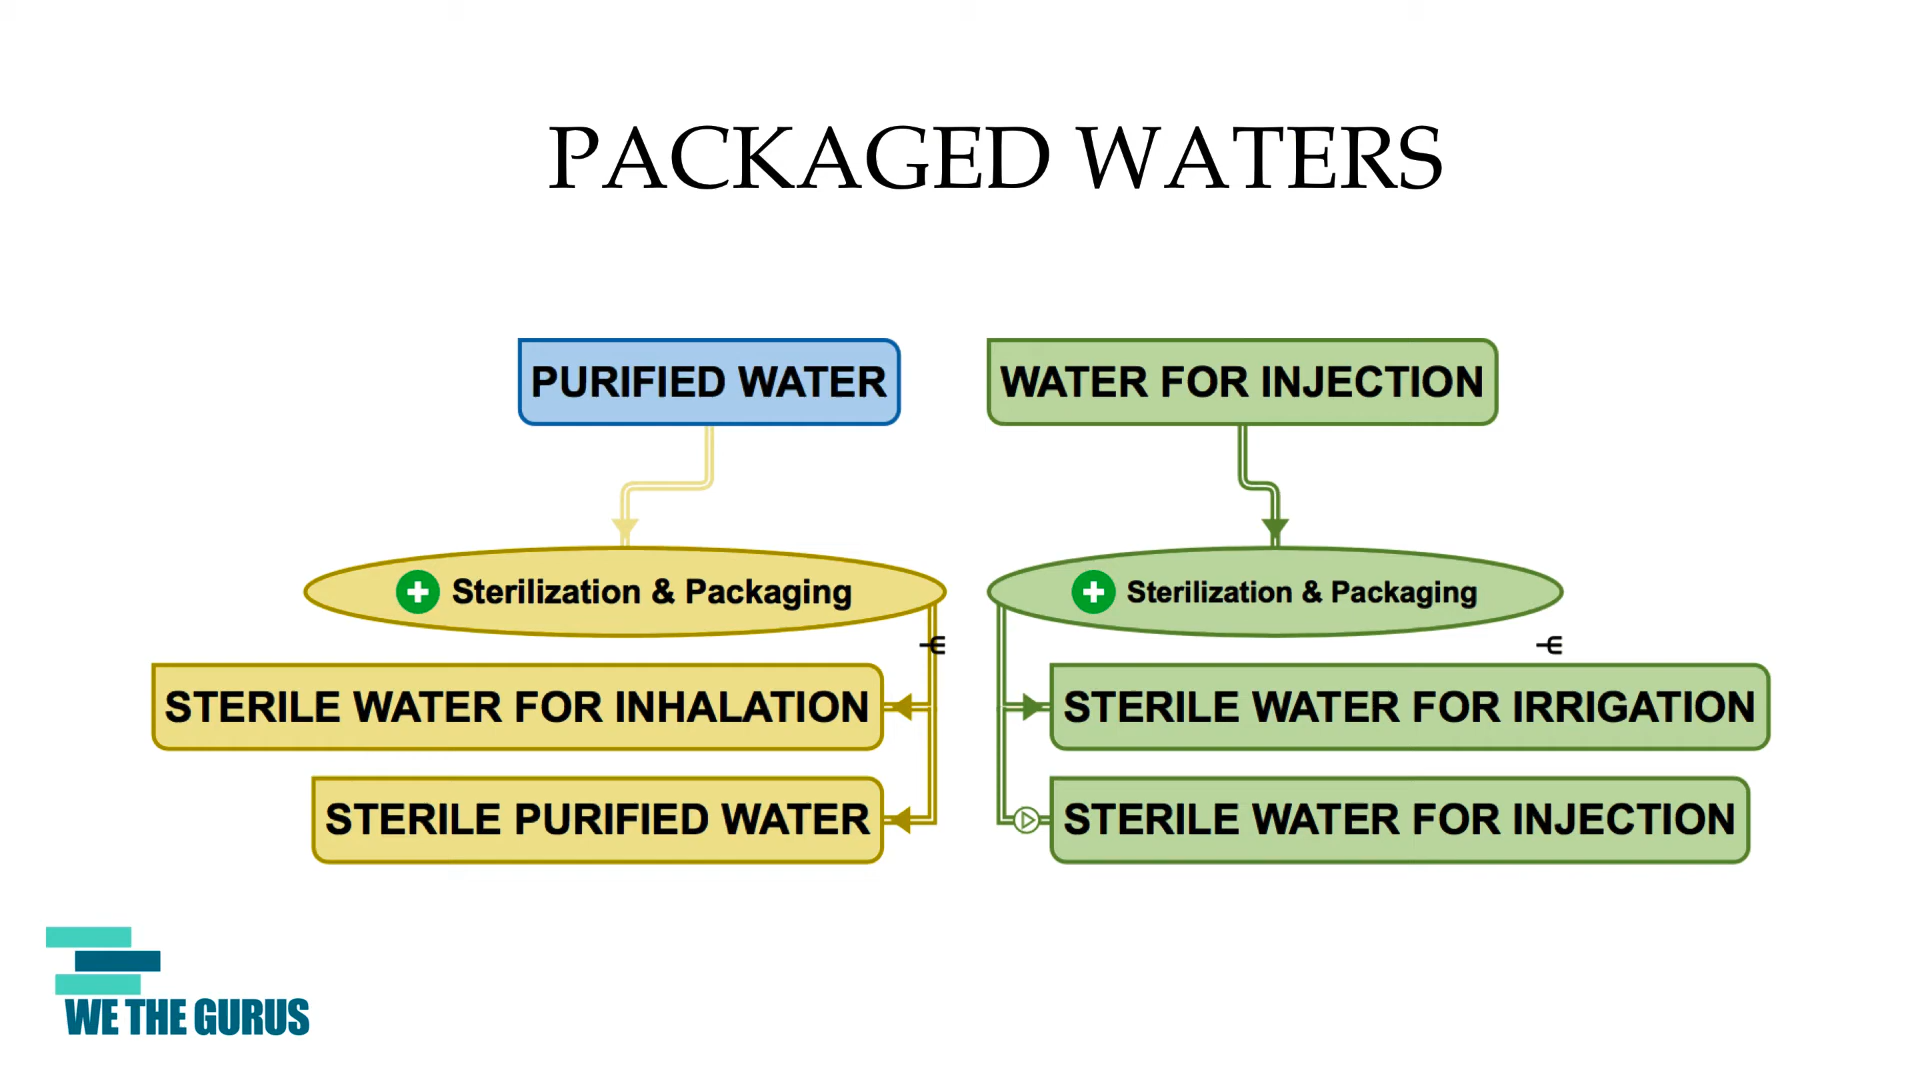 PACKAGED WATERS
PURIFIED WATER
WATER FOR INJECTION
Sterilization & Packaging
Sterilization & Packaging
STERILE WATER FOR INHALATION
STERILE WATER FOR IRRIGATION
STERILE PURIFIED WATER
STERILE WATER FOR INJECTION
WE THE GURUS